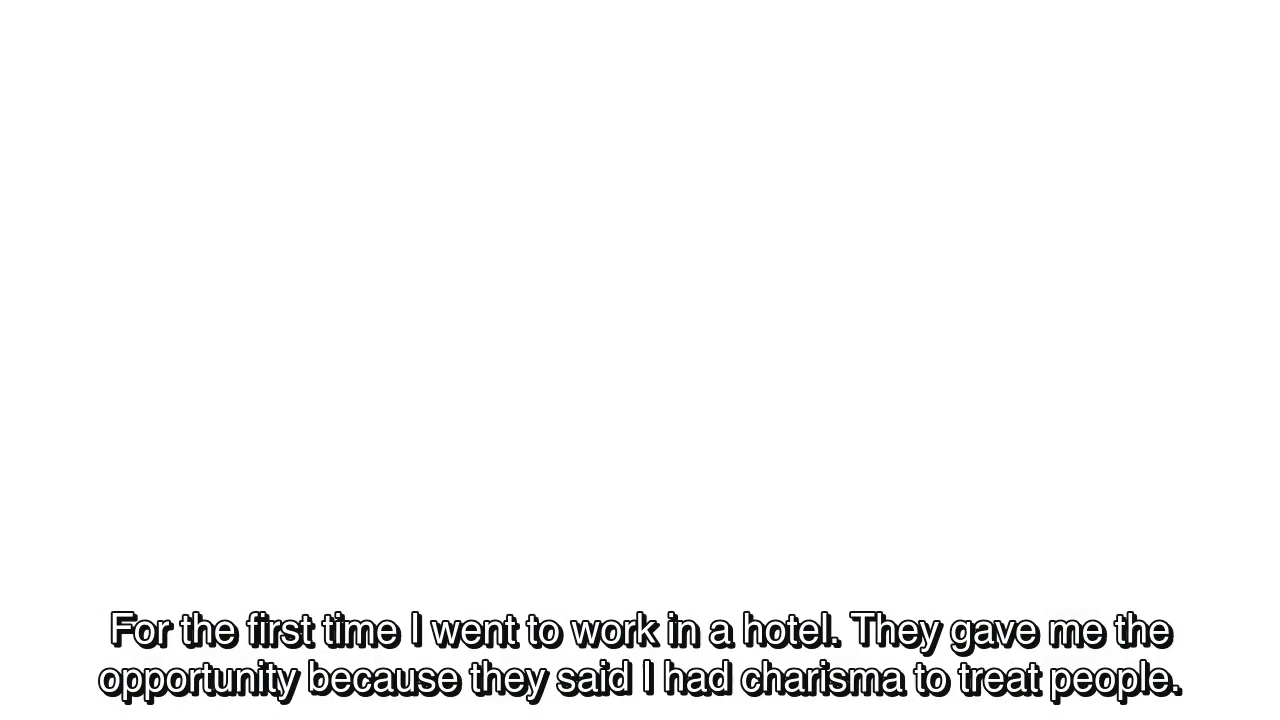 For the first time I went to work in a hotel. They gave me the
opportunity because they said I had charisma to treat people.